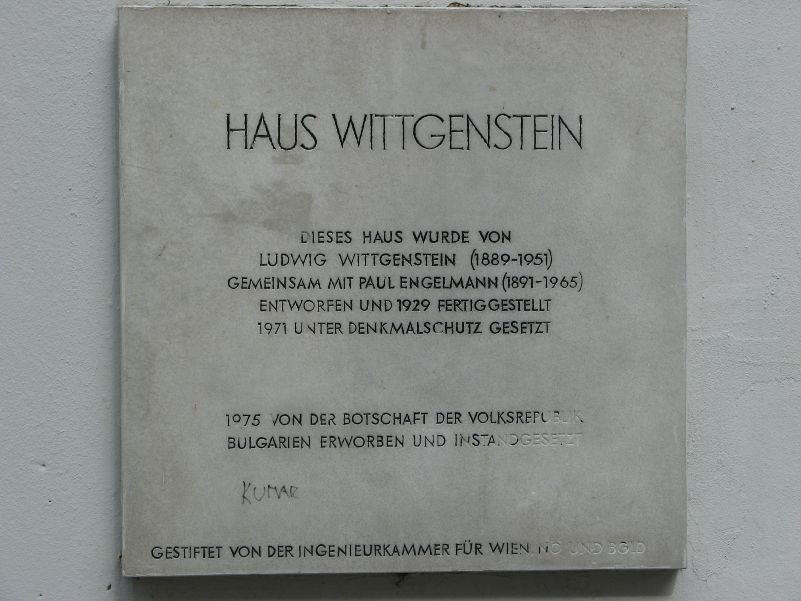 HAUS WITTGENSTEIN
DIESES HAUS WURDE VON
LUDWIG WITTGENSTEIN (1889-1951)
GEMEINSAM MIT PAUL ENGELMANN (1891-1965)
ENTWORFEN UND 1929 FERTIGGESTELLT
1971 UNTER DENKMALSCHUTZ GESETZT
1975 VON DER BOTSCHAFT DER VOLKSREPUBLIK
BULGARIEN ERWORBEN UND INSTANDGESETZT
KUMAR
GESTIFTET VON DER INGENIEURKAMMER FÜR WIEN, NÖ UND BGLD